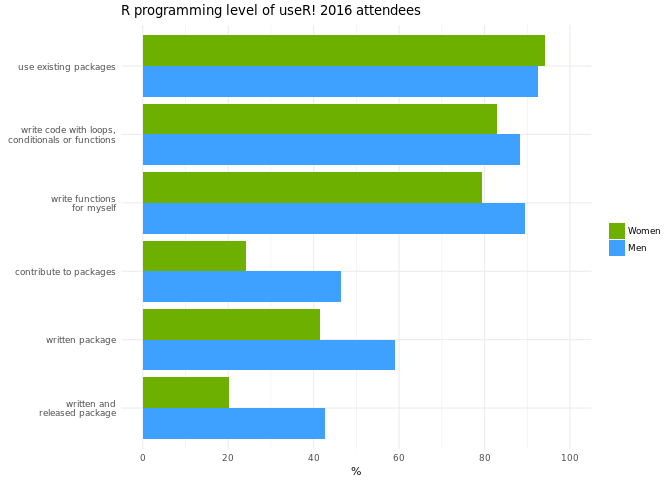 R programming level of useR! 2016 attendees
use existing packages
write code with loops,
conditionals or functions
write functions
for myself
contribute to packages
written package
written and
released package
Women
Men
0 20 40 60 80 100
%